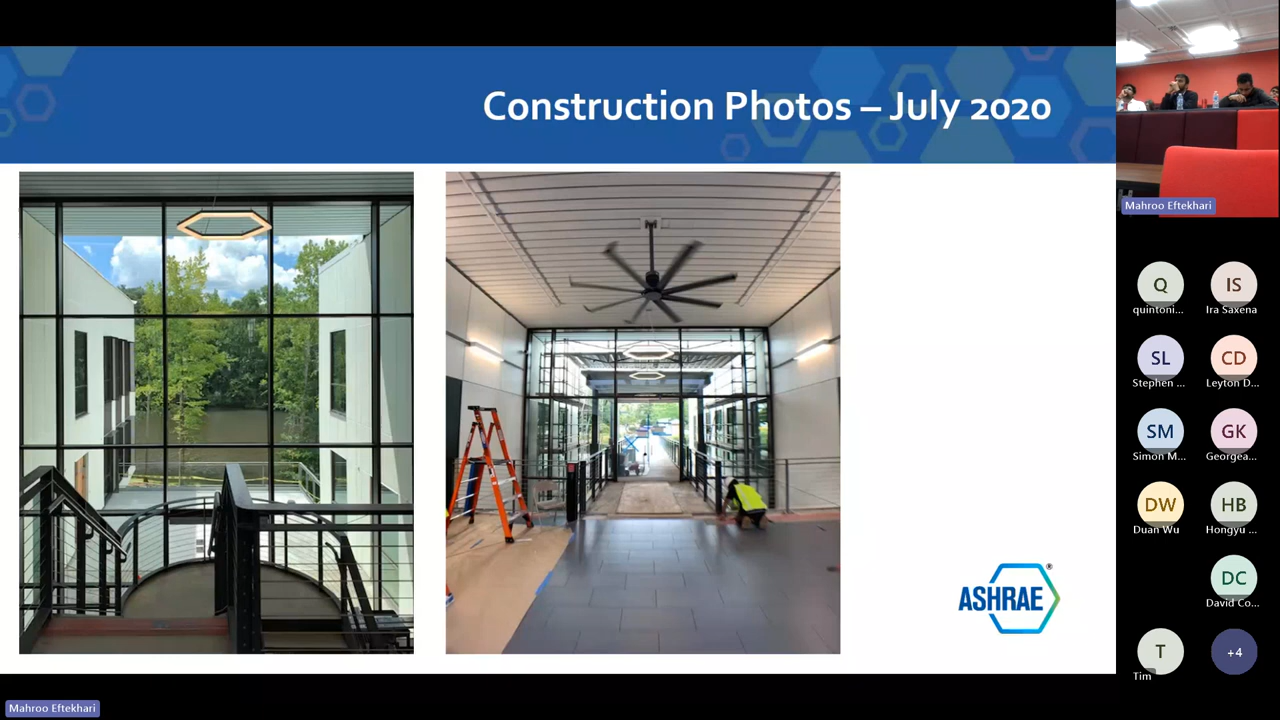 Construction Photos – July 2020
ASHRAE®
Mahroo Eftekhari
Q
quintoni...
IS
Ira Saxena
SL
Stephen ...
CD
Leyton D...
SM
Simon M...
GK
Georgea...
DW
Duan Wu
HB
Hongyu ...
DC
David Co...
T
Tim
+4
Mahroo Eftekhari